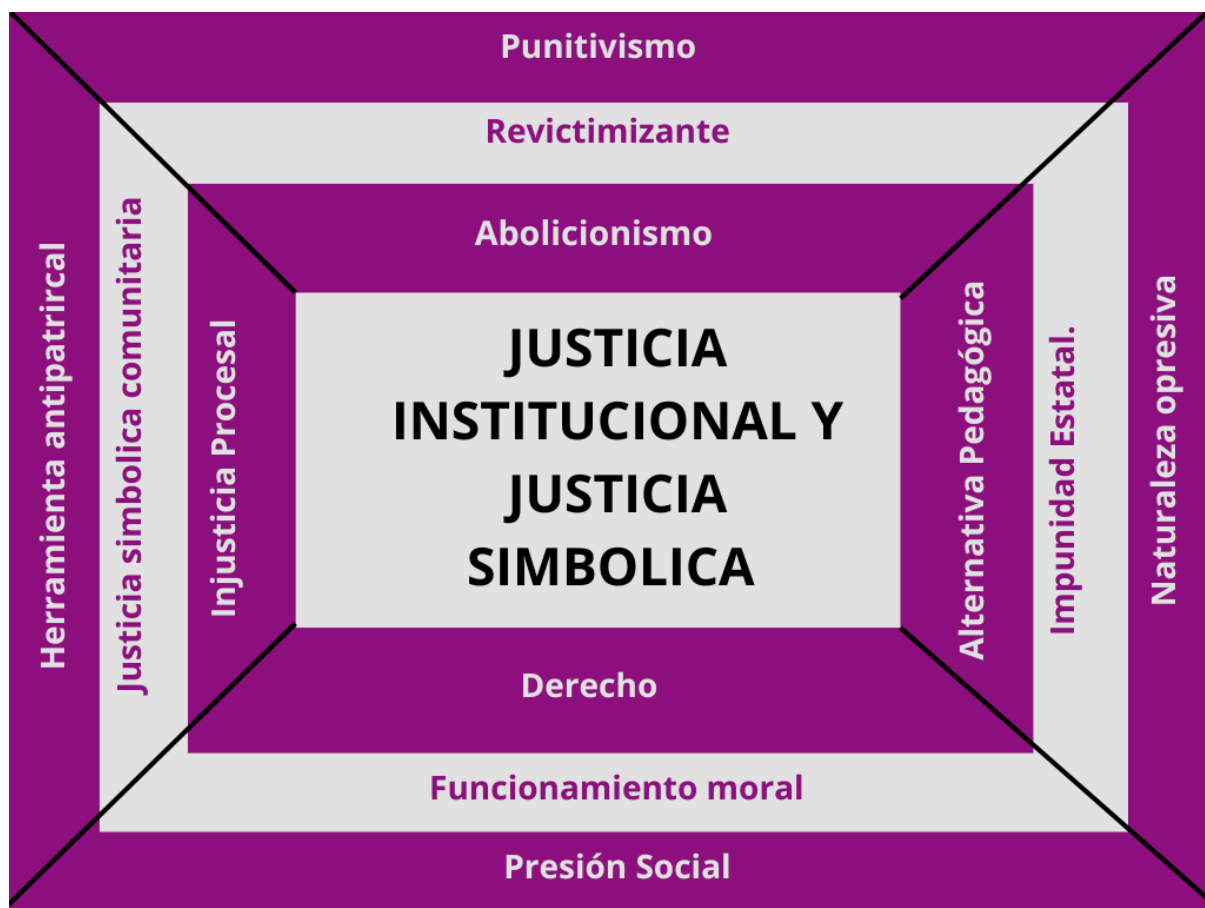 Punitivismo
Revictimizante
Abolicionismo
Herramienta antipatrircal
Justicia simbolica comunitaria
Injusticia Procesal
JUSTICIA
INSTITUCIONAL Y
JUSTICIA
SIMBOLICA
Alternativa Pedagógica
Impunidad Estatal.
Naturaleza opresiva
Derecho
Funcionamiento moral
Presión Social